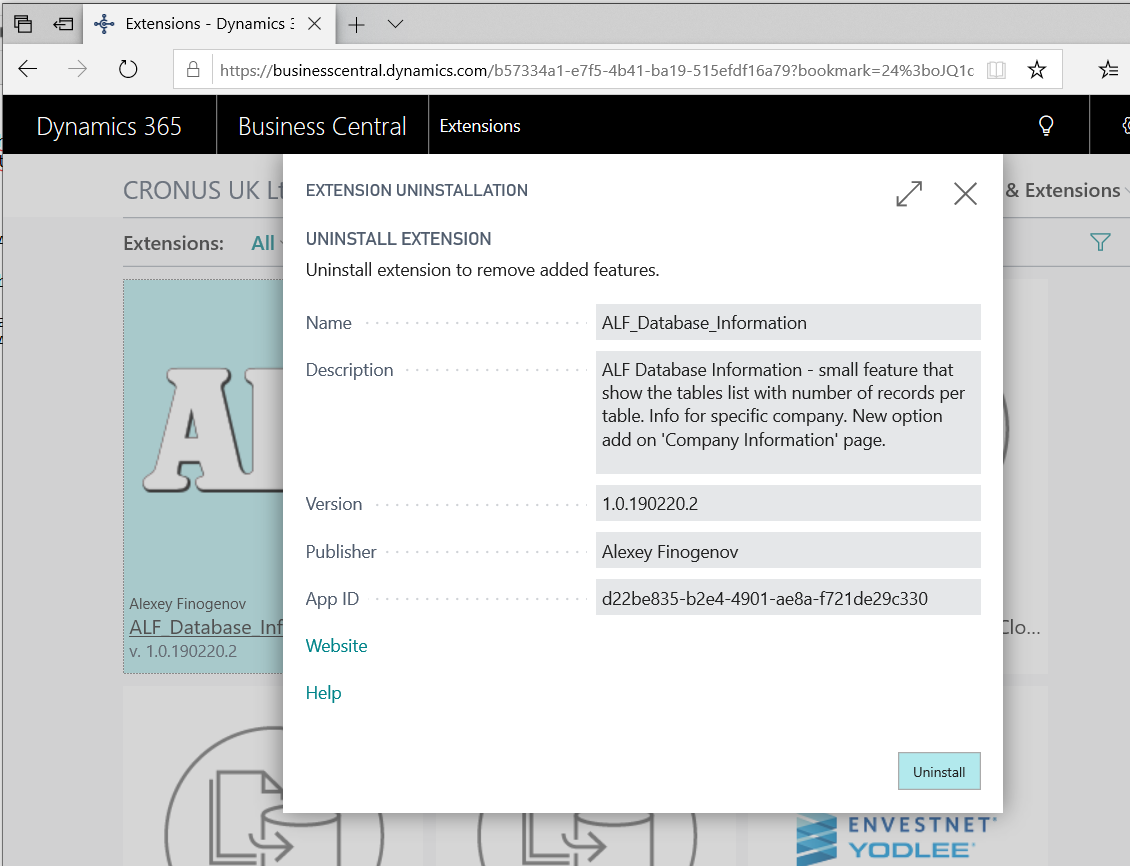 Extensions - Dynamics 3
https://businesscentral.dynamics.com/b57334a1-e7f5-4b41-ba19-515efdf16a79?bookmark=24%3boJQ1c
Dynamics 365
Business Central
Extensions
CRONUS UK Lt
& Extensions
Extensions:
All
EXTENSION UNINSTALLATION
UNINSTALL EXTENSION
Uninstall extension to remove added features.
Name
ALF_Database_Information
Description
ALF Database Information - small feature that
show the tables list with number of records per
table. Info for specific company. New option
add on 'Company Information' page.
Version
1.0.190220.2
Publisher
Alexey Finogenov
App ID
d22be835-b2e4-4901-ae8a-f721de29c330
Website
Help
Uninstall
AL
Alexey Finogenov
ALF_Database_Inf
v. 1.0.190220.2
Clo...
ENVESTNET
YODLEE